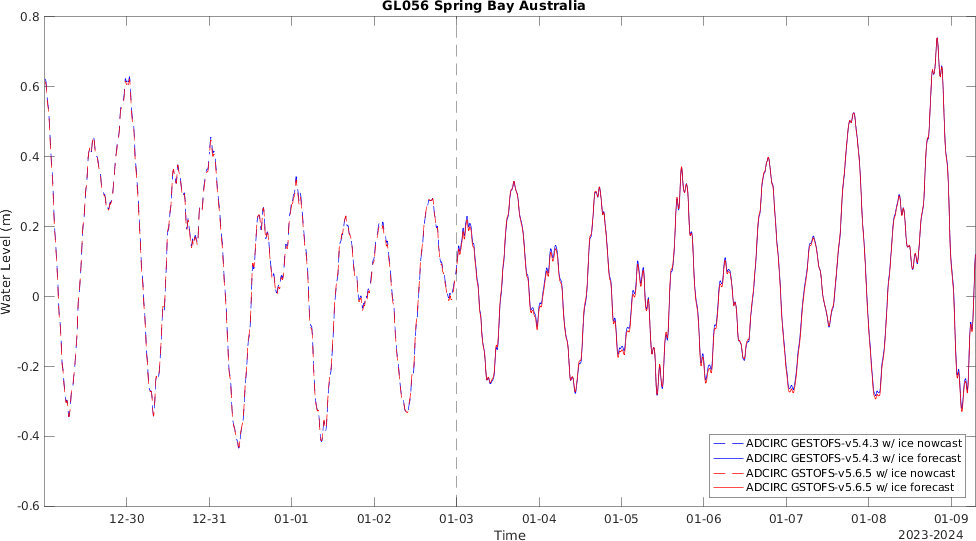 GL056 Spring Bay Australia
0.8
0.6
0.4
0.2
0
-0.2
-0.4
-0.6
Water Level (m)
ADCIRC GESTOFS-v5.4.3 w/ ice nowcast
ADCIRC GESTOFS-v5.4.3 w/ ice forecast
ADCIRC GSTOFS-v5.6.5 w/ ice nowcast
ADCIRC GSTOFS-v5.6.5 w/ ice forecast
12-30 12-31 01-01 01-02 01-03 01-04 01-05 01-06 01-07 01-08 01-09
Time
2023-2024